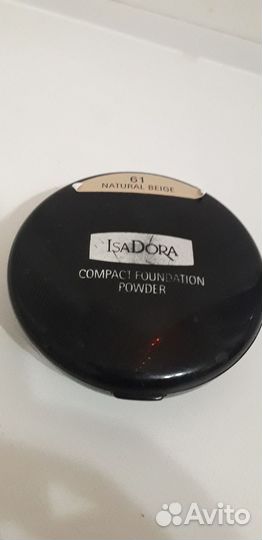 61
NATURAL BEIGE
ISADORA
COMPACT FOUNDATION
POWDER
Avito